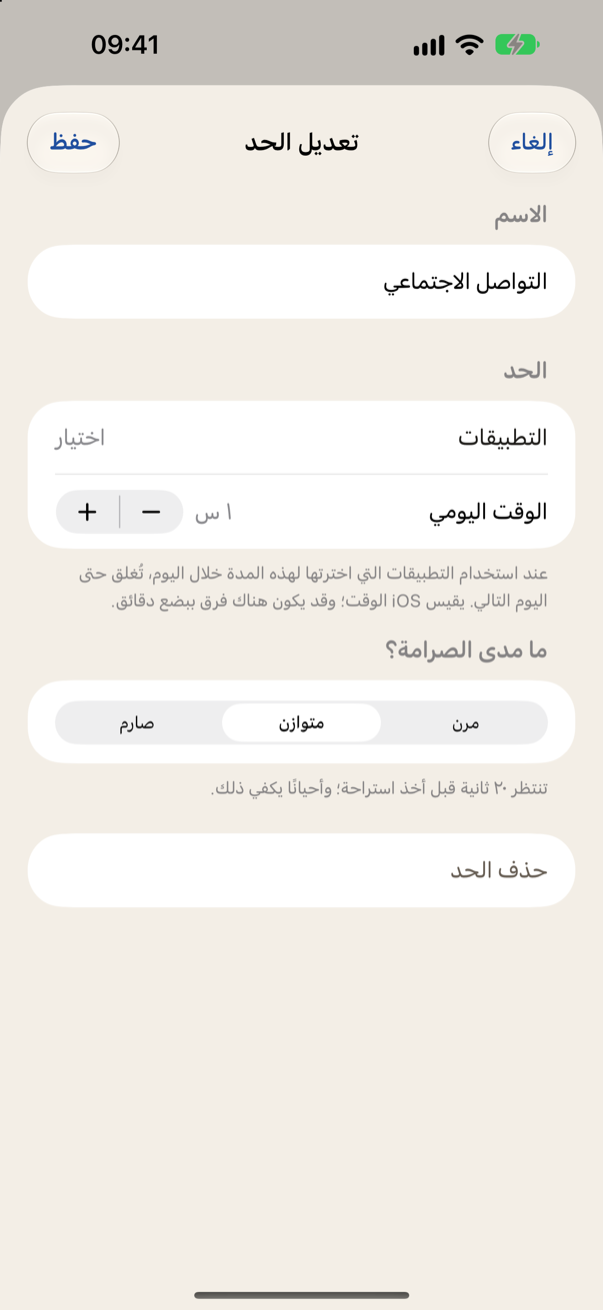 09:41
إلغاء
تعديل الحد
حفظ
الاسم
التواصل الاجتماعي
الحد
التطبيقات
اختيار
الوقت اليومي
١ س
− +
عند استخدام التطبيقات التي اخترتها لهذه المدة خلال اليوم، تُغلق حتى
اليوم التالي. يقيس iOS الوقت؛ وقد يكون هناك فرق ببضع دقائق.
ما مدى الصرامة؟
مرن
متوازن
صارم
تنتظر ٢٠ ثانية قبل أخذ استراحة؛ وأحيانًا يكفي ذلك.
حذف الحد